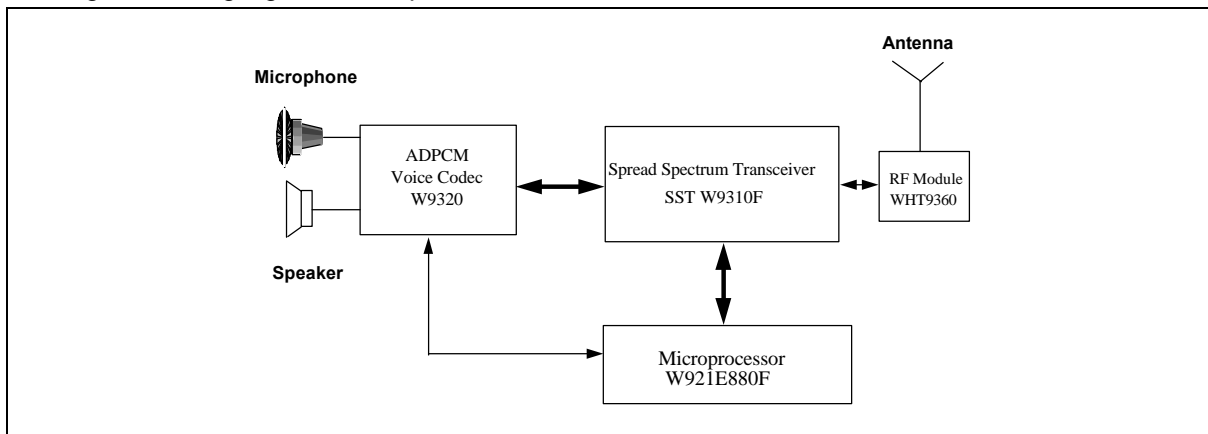 Antenna
Microphone
ADPCM
Voice Codec
W9320
Spread Spectrum Transceiver
SST W9310F
RF Module
WHT9360
Speaker
Microprocessor
W921E880F